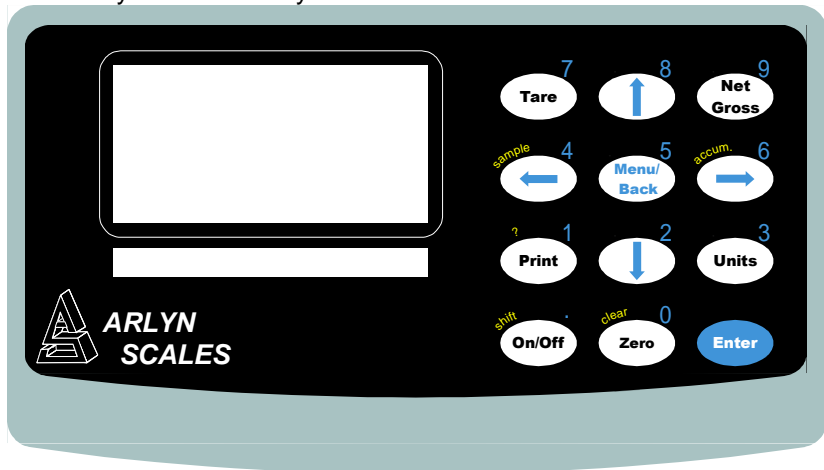 7 8 9
Tare Net
Gross
sample 4 5 accum. 6
Menu/
Back
? 1 2 3
Print Units
shift . clear 0
On/Off Zero Enter
ARLYN
SCALES